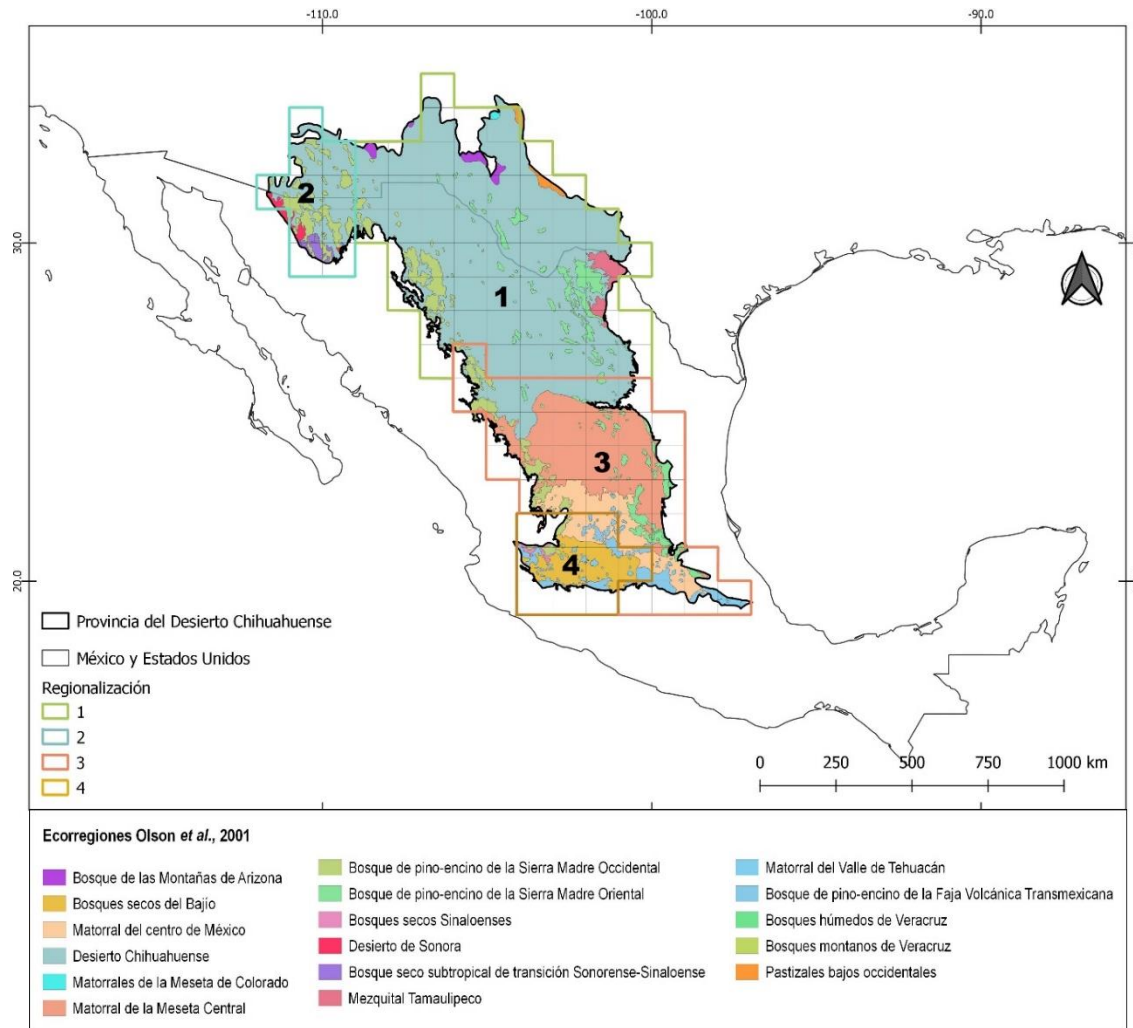 -110.0
-100.0
-90.0
30.0
20.0
2
1
3
4
Provincia del Desierto Chihuahuense
México y Estados Unidos
Regionalización
1
2
3
4
0 250 500 750 1000 km
Ecorregiones Olson et al., 2001
Bosque de las Montañas de Arizona
Bosques secos del Bajío
Matorral del centro de México
Desierto Chihuahuense
Matorrales de la Meseta de Colorado
Matorral de la Meseta Central
Bosque de pino-encino de la Sierra Madre Occidental
Bosque de pino-encino de la Sierra Madre Oriental
Bosques secos Sinaloenses
Desierto de Sonora
Bosque seco subtropical de transición Sonorense-Sinaloense
Mezquital Tamaulipeco
Matorral del Valle de Tehuacán
Bosque de pino-encino de la Faja Volcánica Transmexicana
Bosques húmedos de Veracruz
Bosques montanos de Veracruz
Pastizales bajos occidentales